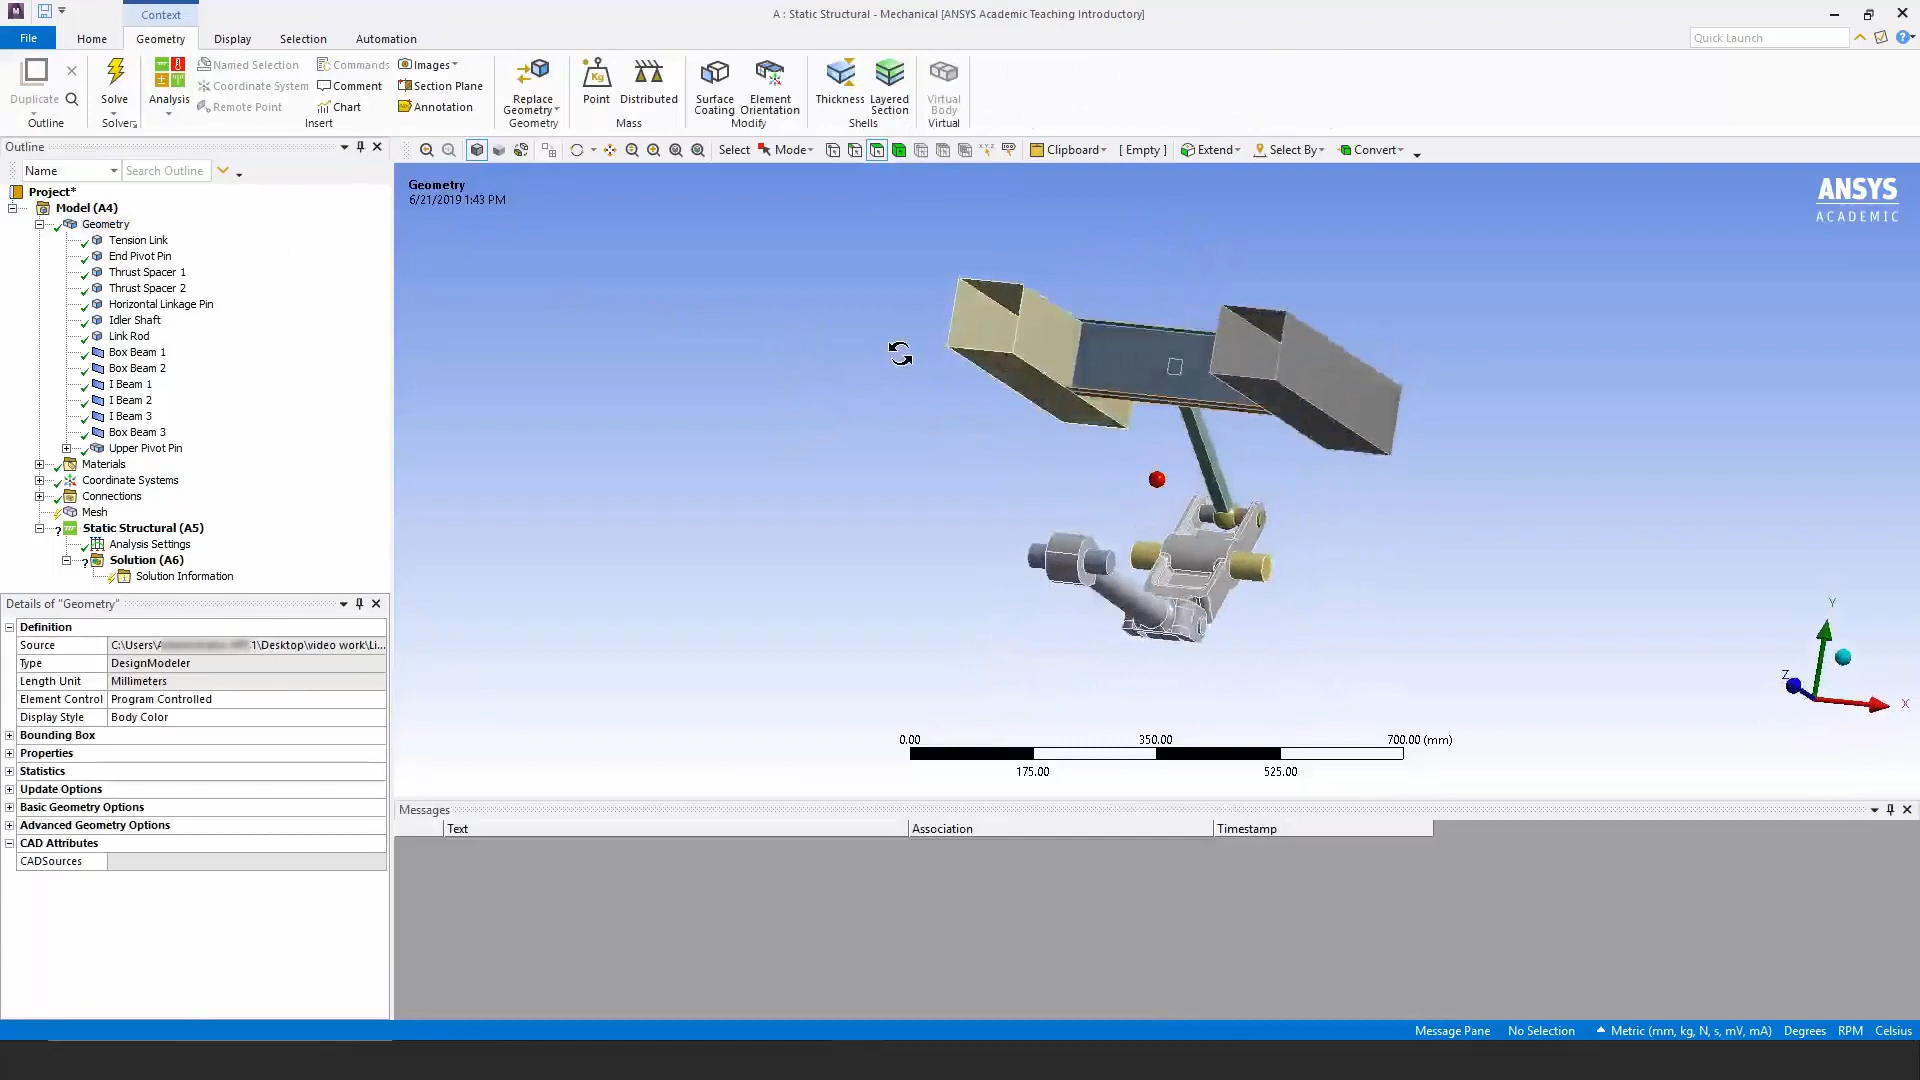 Context
A : Static Structural - Mechanical [ANSYS Academic Teaching Introductory]
File Home Geometry Display Selection Automation
Quick Launch
Duplicate
Outline
Solve
Solver
Analysis
Named Selection
Coordinate System
Remote Point
Commands
Comment
Chart
Images
Section Plane
Annotation
Insert
Replace
Geometry
Geometry
Point
Distributed
Mass
Surface
Coating
Element
Orientation
Modify
Thickness
Layered
Section
Shells
Virtual
Body
Virtual
Outline
Select Mode Clipboard [ Empty ] Extend Select By Convert
Name
Search Outline
Project*
Model (A4)
Geometry
Tension Link
End Pivot Pin
Thrust Spacer 1
Thrust Spacer 2
Horizontal Linkage Pin
Idler Shaft
Link Rod
Box Beam 1
Box Beam 2
I Beam 1
I Beam 2
I Beam 3
Box Beam 3
Upper Pivot Pin
Materials
Coordinate Systems
Connections
Mesh
Static Structural (A5)
Analysis Settings
Solution (A6)
Solution Information
Details of "Geometry"
Definition
Source C:\Users\A 1\Desktop\video work\Li...
Type DesignModeler
Length Unit Millimeters
Element Control Program Controlled
Display Style Body Color
Bounding Box
Properties
Statistics
Update Options
Basic Geometry Options
Advanced Geometry Options
CAD Attributes
CADSources
Geometry
6/21/2019 1:43 PM
ANSYS
ACADEMIC
Y
Z
X
0.00 350.00 700.00 (mm)
175.00 525.00
Messages
Text Association Timestamp
Message Pane No Selection Metric (mm, kg, N, s, mV, mA) Degrees RPM Celsius